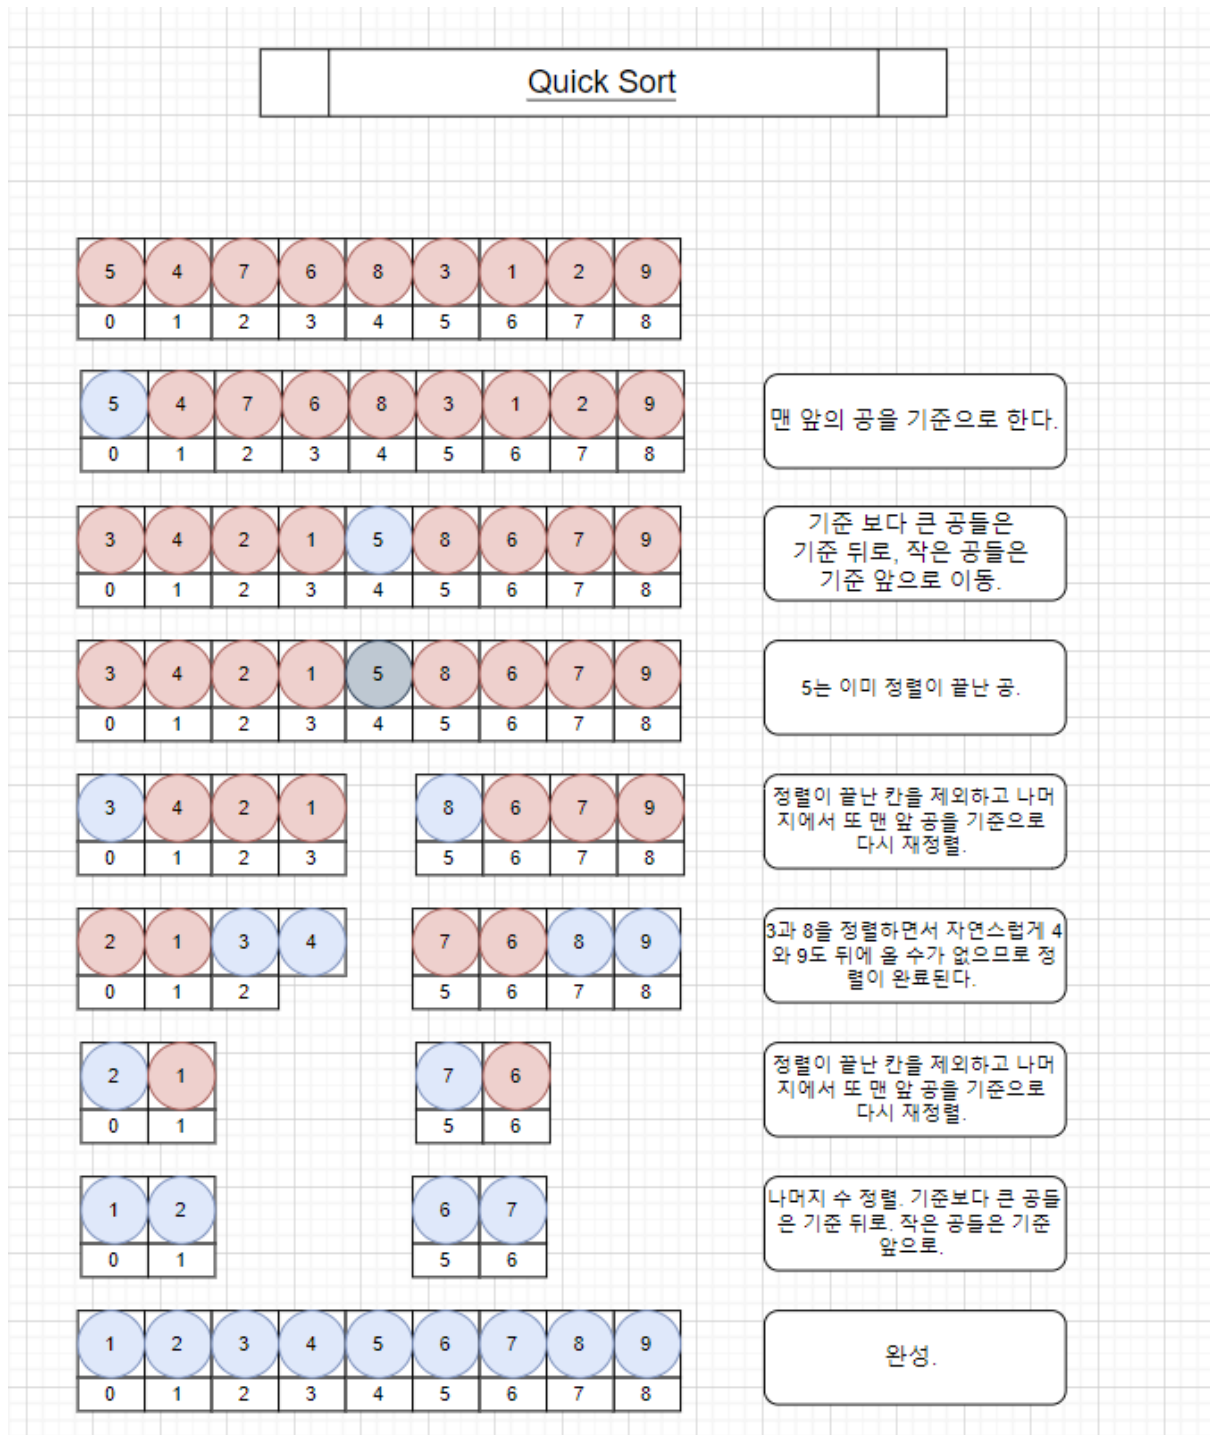 Quick Sort
5 4 7 6 8 3 1 2 9
0 1 2 3 4 5 6 7 8
5 4 7 6 8 3 1 2 9
0 1 2 3 4 5 6 7 8
맨 앞의 공을 기준으로 한다.
3 4 2 1 5 8 6 7 9
0 1 2 3 4 5 6 7 8
기준 보다 큰 공들은
기준 뒤로, 작은 공들은
기준 앞으로 이동.
3 4 2 1 5 8 6 7 9
0 1 2 3 4 5 6 7 8
5는 이미 정렬이 끝난 공.
3 4 2 1 8 6 7 9
0 1 2 3 5 6 7 8
정렬이 끝난 칸을 제외하고 나머
지에서 또 맨 앞 공을 기준으로
다시 재정렬.
2 1 3 4 7 6 8 9
0 1 2 5 6 7 8
3과 8을 정렬하면서 자연스럽게 4
와 9도 뒤에 올 수가 없으므로 정
렬이 완료된다.
2 1 7 6
0 1 5 6
정렬이 끝난 칸을 제외하고 나머
지에서 또 맨 앞 공을 기준으로
다시 재정렬.
1 2 6 7
0 1 5 6
나머지 수 정렬. 기준보다 큰 공들
은 기준 뒤로. 작은 공들은 기준
앞으로.
1 2 3 4 5 6 7 8 9
0 1 2 3 4 5 6 7 8
완성.